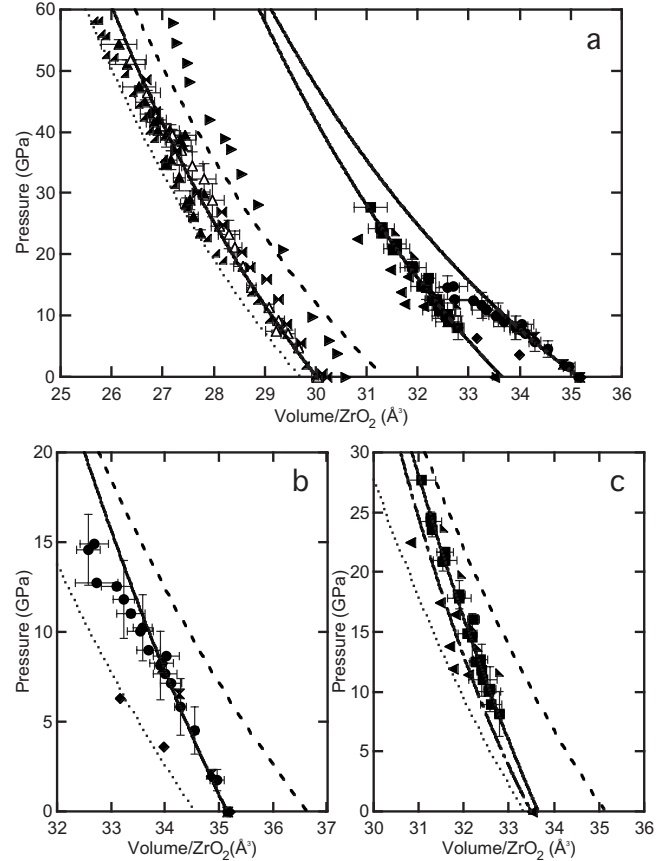 a
60
50
40
30
20
10
0
Pressure (GPa)
25 26 27 28 29 30 31 32 33 34 35 36
Volume/ZrO₂ (Å³)
b
20
15
10
5
0
Pressure (GPa)
32 33 34 35 36 37
Volume/ZrO₂(Å³)
c
30
25
20
15
10
5
0
Pressure (GPa)
30 31 32 33 34 35 36
Volume/ZrO₂ (Å³)